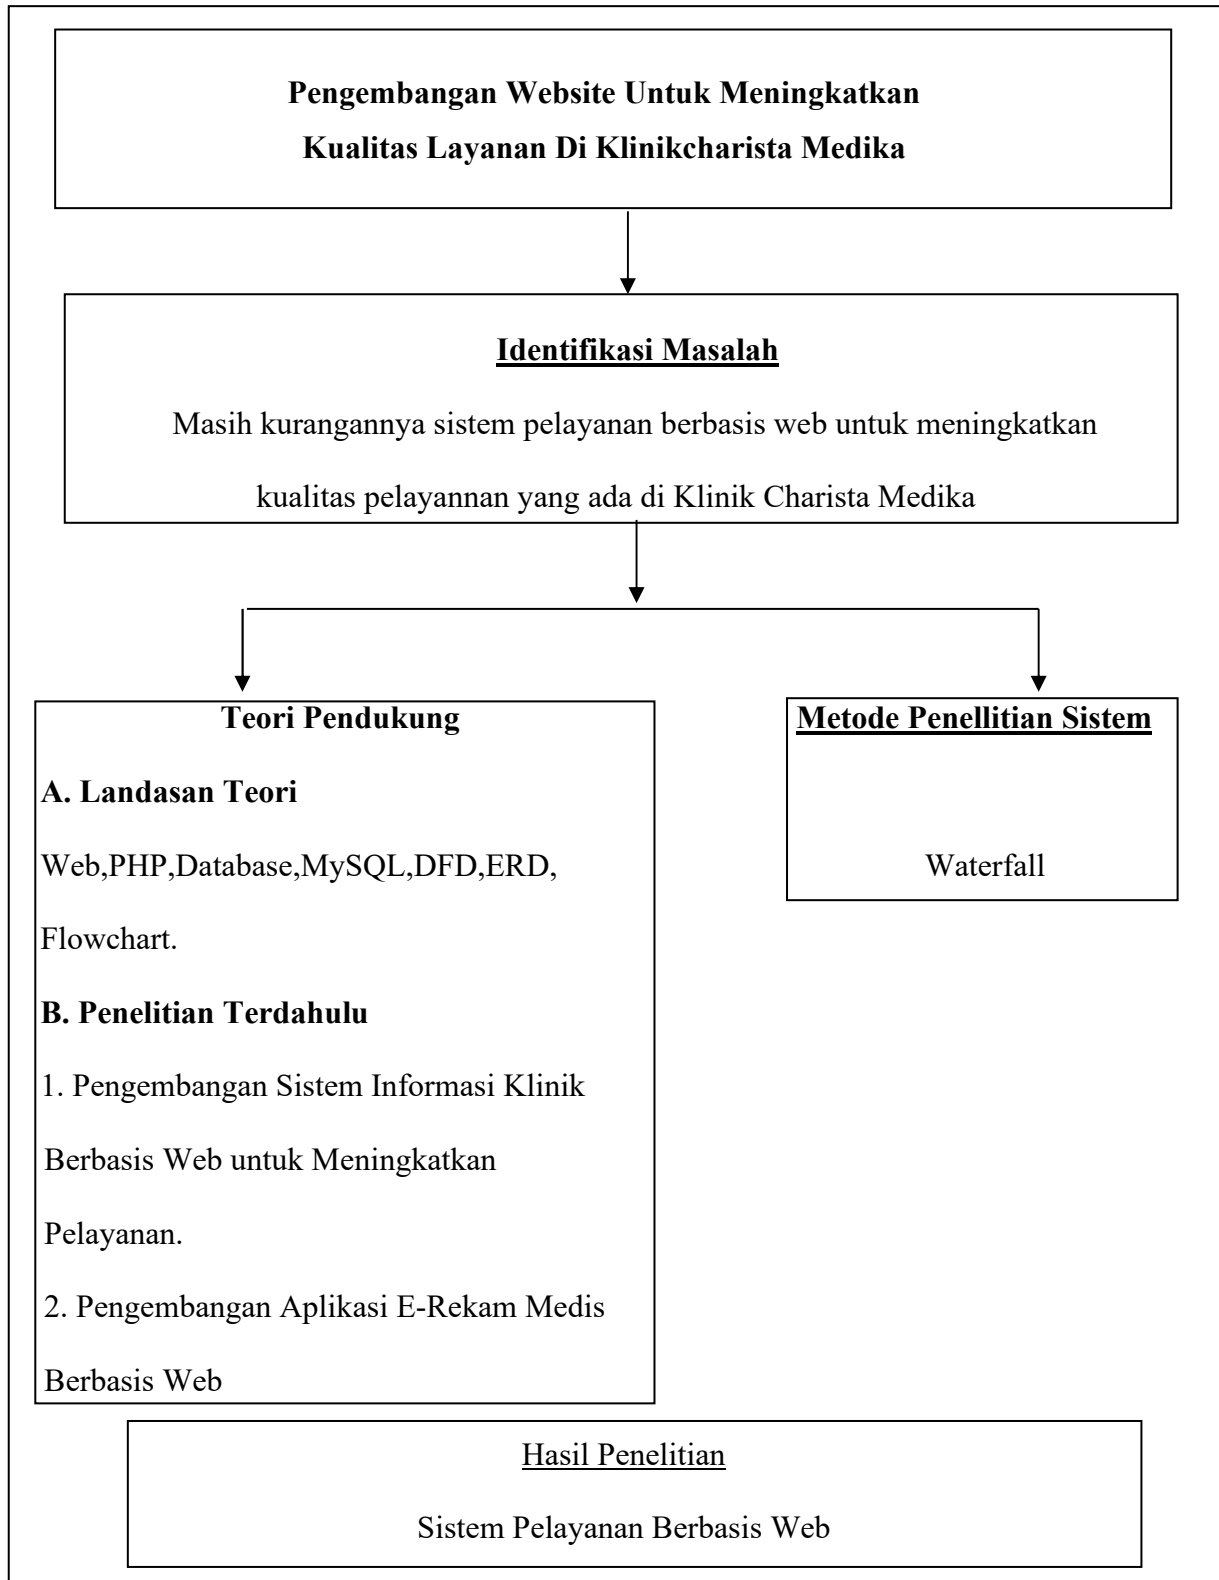 Pengembangan Website Untuk Meningkatkan
Kualitas Layanan Di Klinikcharista Medika
Identifikasi Masalah
Masih kurangannya sistem pelayanan berbasis web untuk meningkatkan
kualitas pelayannan yang ada di Klinik Charista Medika
Teori Pendukung
A. Landasan Teori
Web,PHP,Database,MySQL,DFD,ERD,
Flowchart.
B. Penelitian Terdahulu
1. Pengembangan Sistem Informasi Klinik
Berbasis Web untuk Meningkatkan
Pelayanan.
2. Pengembangan Aplikasi E-Rekam Medis
Berbasis Web
Metode Penellitian Sistem
Waterfall
Hasil Penelitian
Sistem Pelayanan Berbasis Web